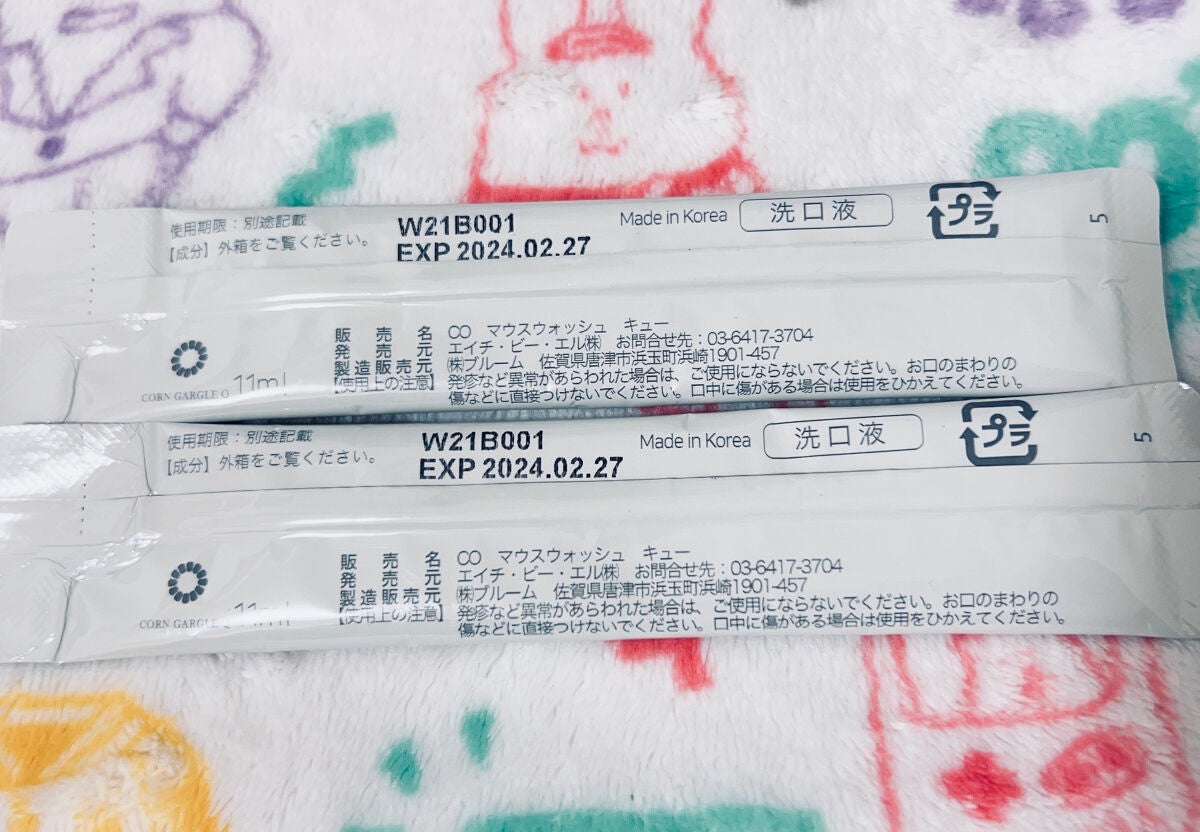 使用期限：別途記載
【成分】外箱をご覧ください。
W21B001
EXP 2024.02.27
Made in Korea
洗口液
プラ
5
CORN GARGLE Q 11ml
販売名 CO マウスウォッシュ キュー
発売元 エイチ・ビー・エル㈱ お問合せ先：03-6417-3704
製造販売元 ㈱ブルーム 佐賀県唐津市浜玉町浜崎1901-457
【使用上の注意】発疹など異常があらわれた場合は、ご使用にならないでください。お口のまわりの
傷などに直接つけないでください。口中に傷がある場合は使用をひかえてください。
使用期限：別途記載
【成分】外箱をご覧ください。
W21B001
EXP 2024.02.27
Made in Korea
洗口液
プラ
5
CORN GARGLE 11ml
販売名 CO マウスウォッシュ キュー
発売元 エイチ・ビー・エル㈱ お問合せ先：03-6417-3704
製造販売元 ㈱ブルーム 佐賀県唐津市浜玉町浜崎1901-457
【使用上の注意】発疹など異常があらわれた場合は、ご使用にならないでください。お口のまわりの
傷などに直接つけないでください。口中に傷がある場合は使用をひかえてください。